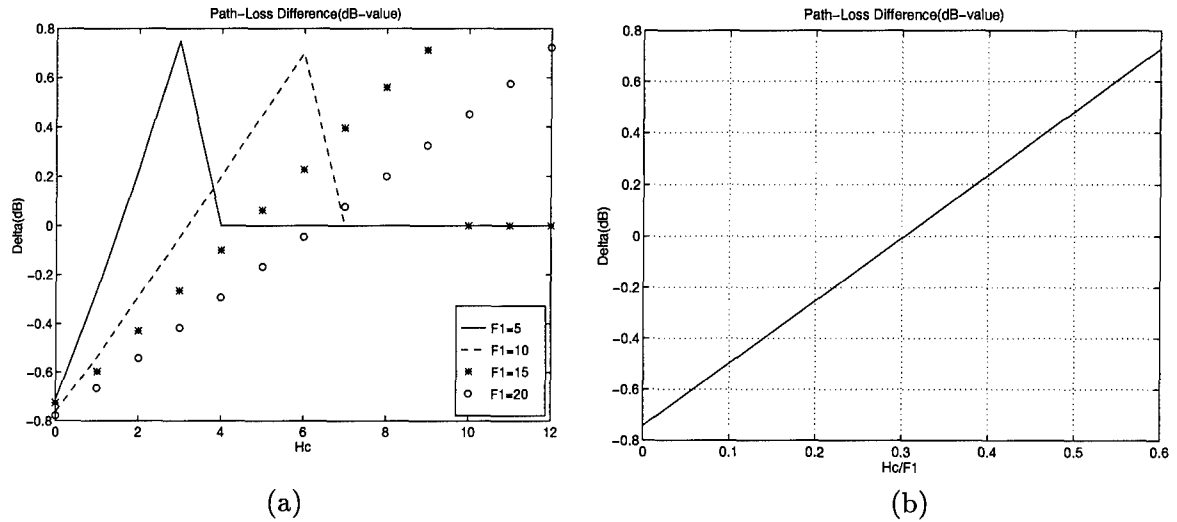 Path-Loss Difference(dB-value)
0.8
0.6
0.4
0.2
0
-0.2
-0.4
-0.6
-0.8
Delta(dB)
0 2 4 6 8 10 12
Hc
F1=5
F1=10
F1=15
F1=20
(a)
Path-Loss Difference(dB-value)
0.8
0.6
0.4
0.2
0
-0.2
-0.4
-0.6
-0.8
Delta(dB)
0 0.1 0.2 0.3 0.4 0.5 0.6
Hc/F1
(b)